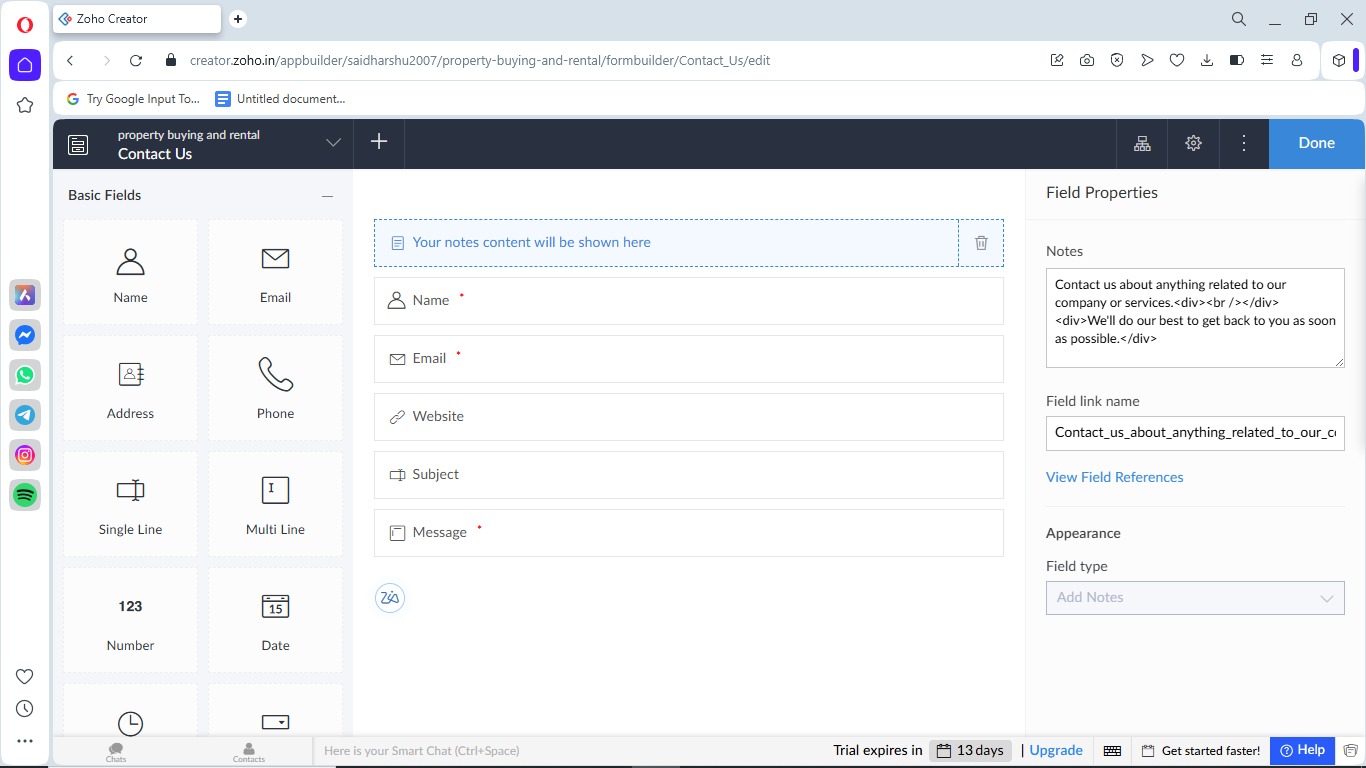 Zoho Creator
creator.zoho.in/appbuilder/saidharshu2007/property-buying-and-rental/formbuilder/Contact_Us/edit
Try Google Input To...
Untitled document...
property buying and rental
Contact Us
Done
Basic Fields
Name
Email
Address
Phone
Single Line
Multi Line
123
Number
15
Date
Your notes content will be shown here
Name *
Email *
Website
Subject
Message *
Zia
Field Properties
Notes
Contact us about anything related to our
company or services.<div><br /></div>
<div>We'll do our best to get back to you as soon
as possible.</div>
Field link name
Contact_us_about_anything_related_to_our_c
View Field References
Appearance
Field type
Add Notes
Chats
Contacts
Here is your Smart Chat (Ctrl+Space)
Trial expires in 13 days | Upgrade
Get started faster!
Help